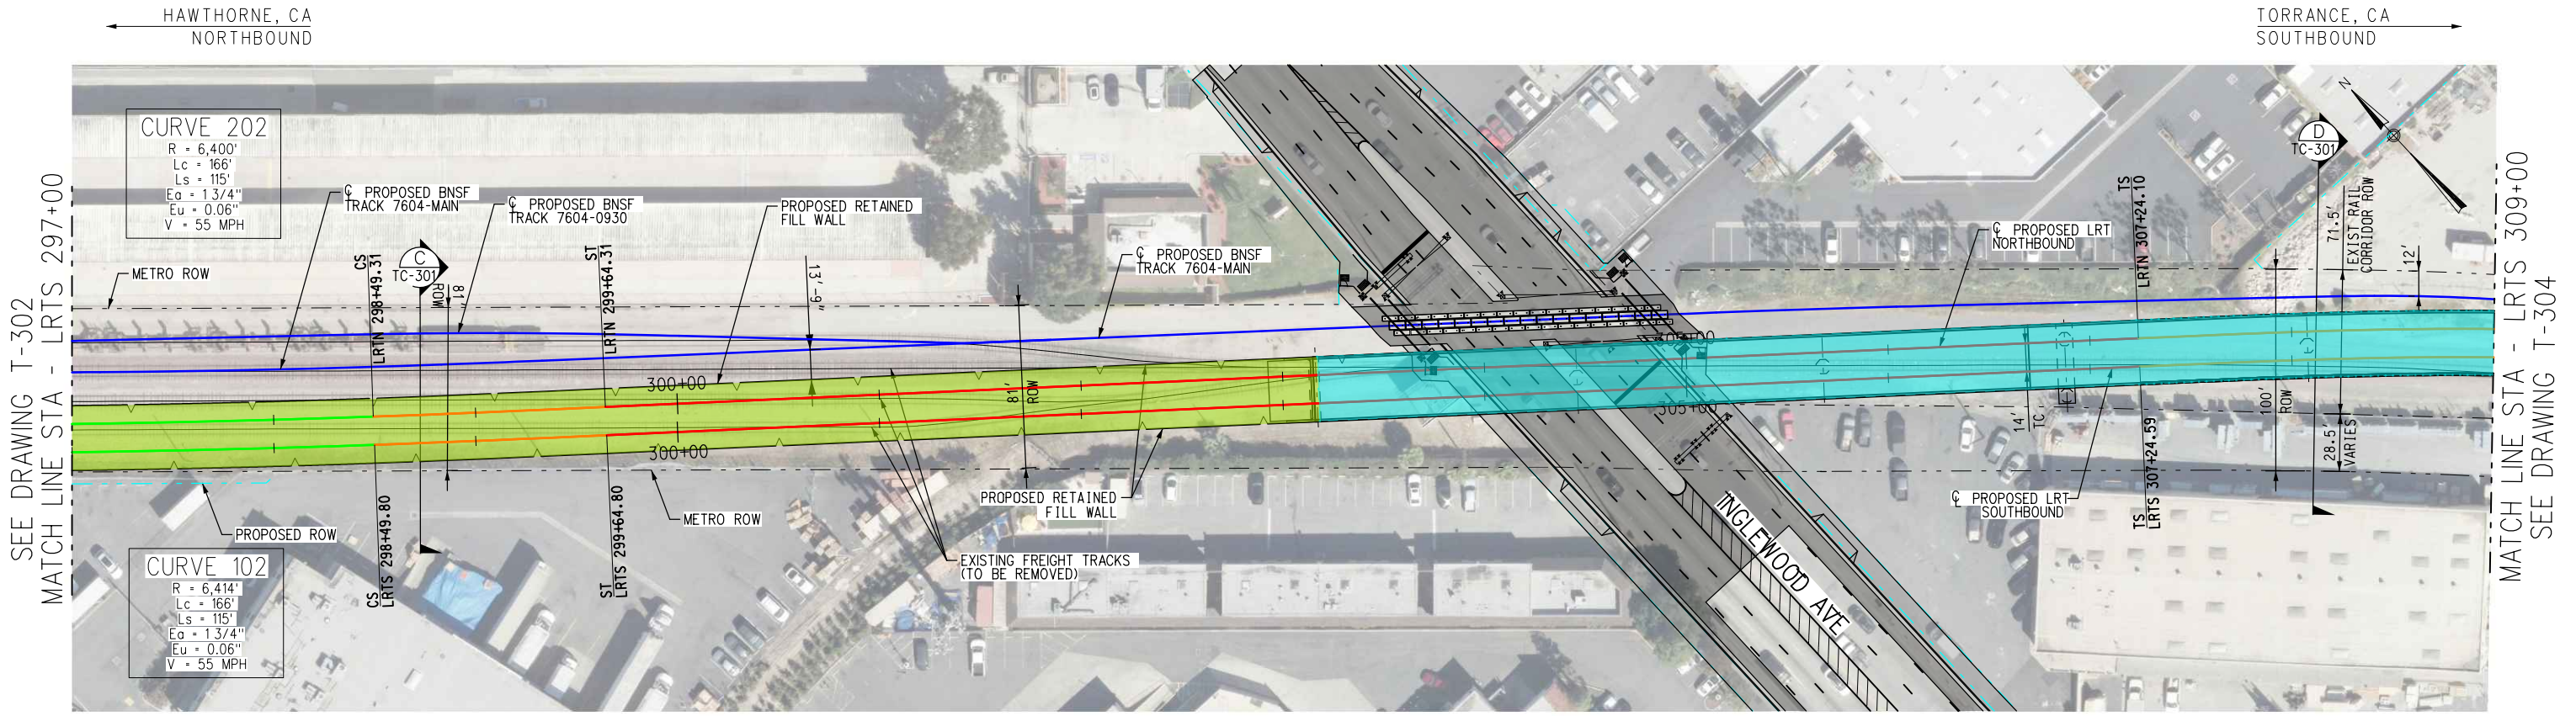 HAWTHORNE, CA
NORTHBOUND
TORRANCE, CA
SOUTHBOUND
SEE DRAWING T-302
MATCH LINE STA - LRTS 297+00
CURVE 202
R = 6,400'
Lc = 166'
Ls = 115'
Ea = 1 3/4"
Eu = 0.06"
V = 55 MPH
℄ PROPOSED BNSF
TRACK 7604-MAIN
℄ PROPOSED BNSF
TRACK 7604-0930
PROPOSED RETAINED
FILL WALL
METRO ROW
CS
LRTN 298+49.31
C
TC-301
81'
ROW
ST
LRTN 299+64.31
13'-9"
℄ PROPOSED BNSF
TRACK 7604-MAIN
℄ PROPOSED LRT
NORTHBOUND
TS
LRTN 307+24.10
D
TC-301
N
71.5'
EXIST RAIL
CORRIDOR ROW
12'
300+00
300+00
81'
ROW
305+00
14'
TC
100'
ROW
28.5'
VARIES
PROPOSED ROW
CURVE 102
R = 6,414'
Lc = 166'
Ls = 115'
Ea = 1 3/4"
Eu = 0.06"
V = 55 MPH
CS
LRTS 298+49.80
ST
LRTS 299+64.80
METRO ROW
PROPOSED RETAINED
FILL WALL
EXISTING FREIGHT TRACKS
(TO BE REMOVED)
INGLEWOOD AVE
℄ PROPOSED LRT
SOUTHBOUND
TS
LRTS 307+24.59
MATCH LINE STA - LRTS 309+00
SEE DRAWING T-304